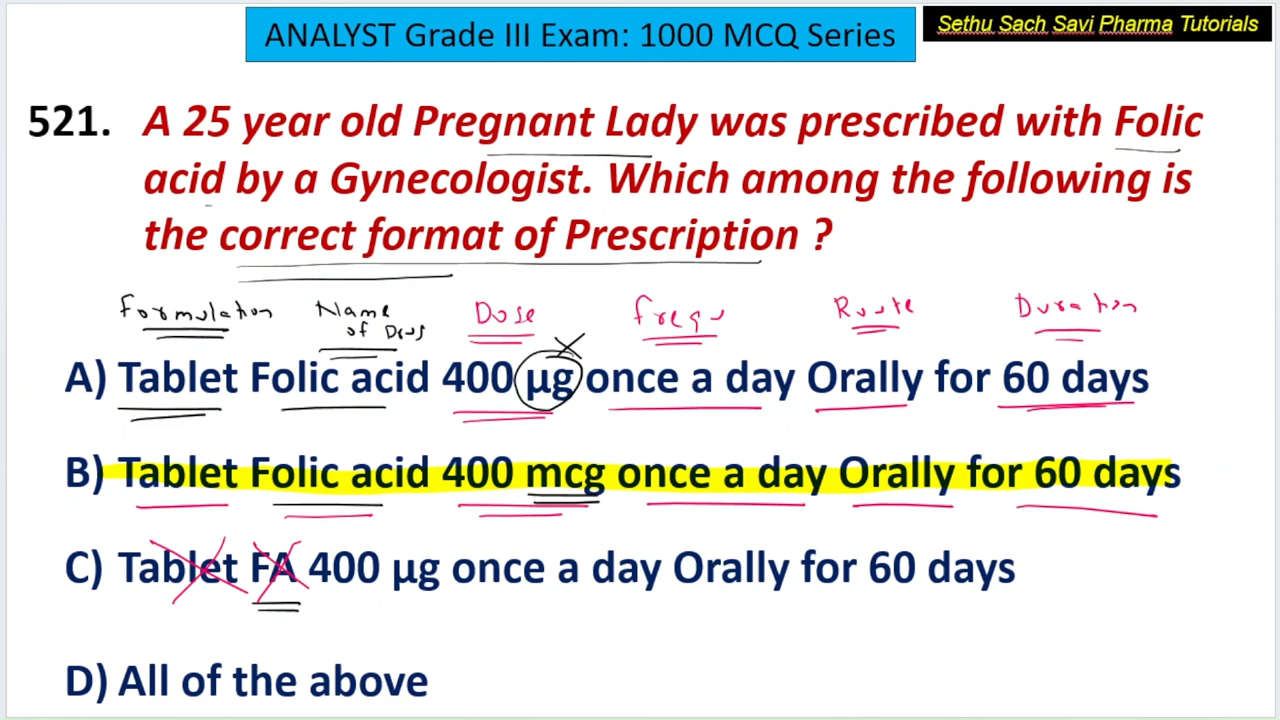 ANALYST Grade III Exam: 1000 MCQ Series
Sethu Sach Savi Pharma Tutorials
521. A 25 year old Pregnant Lady was prescribed with Folic
acid by a Gynecologist. Which among the following is
the correct format of Prescription ?
Formulation Name of Drug Dose Frequ Route Duration
A) Tablet Folic acid 400 µg once a day Orally for 60 days
B) Tablet Folic acid 400 mcg once a day Orally for 60 days
C) Tablet FA 400 µg once a day Orally for 60 days
D) All of the above